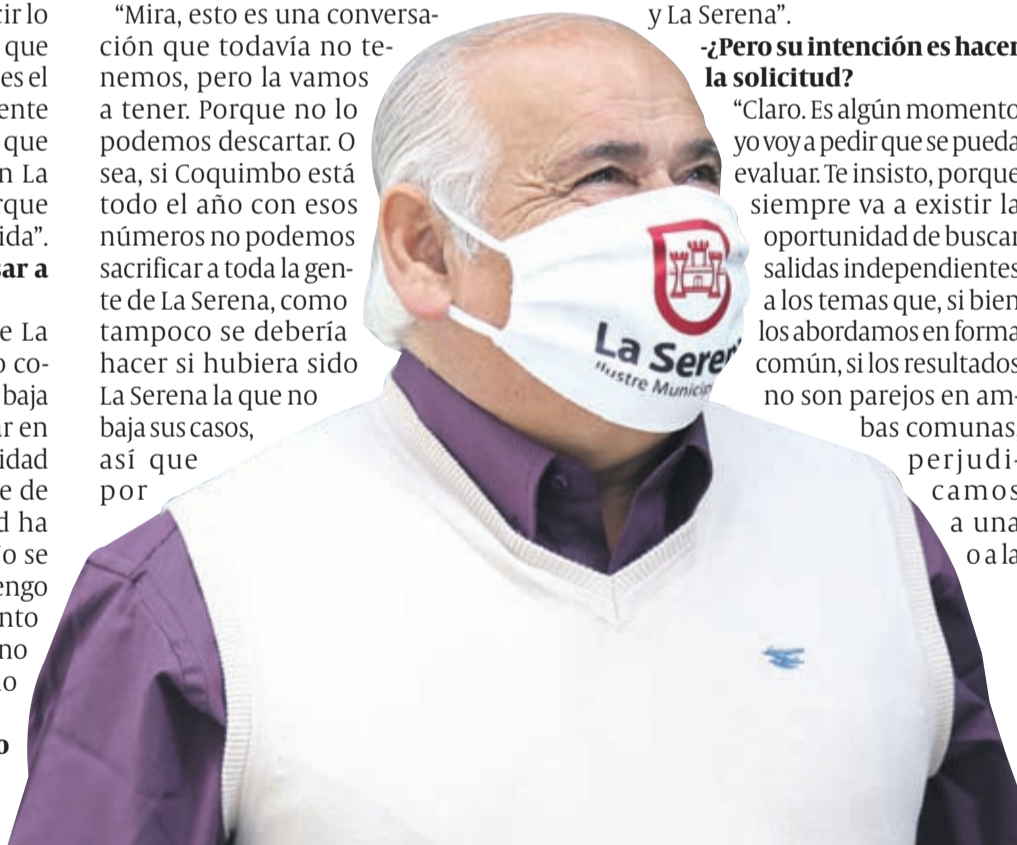 cir lo
que
es el
ente
que
n La
rque
ida”.
sar a
e La
o co-
baja
ar en
idad
e de
d ha
o se
engo
nto
no
lo
o
“Mira, esto es una conversa-
ción que todavía no te-
nemos, pero la vamos
a tener. Porque no lo
podemos descartar. O
sea, si Coquimbo está
todo el año con esos
números no podemos
sacrificar a toda la gen-
te de La Serena, como
tampoco se debería
hacer si hubiera sido
La Serena la que no
baja sus casos,
así que
por
La Seren
Ilustre Municip
y La Serena”.
-¿Pero su intención es hacer
la solicitud?
“Claro. Es algún momento
yo voy a pedir que se pueda
evaluar. Te insisto, porque
siempre va a existir la
oportunidad de buscar
salidas independientes
a los temas que, si bien
los abordamos en forma
común, si los resultados
no son parejos en am-
bas comunas,
perjudi-
camos
a una
o a la